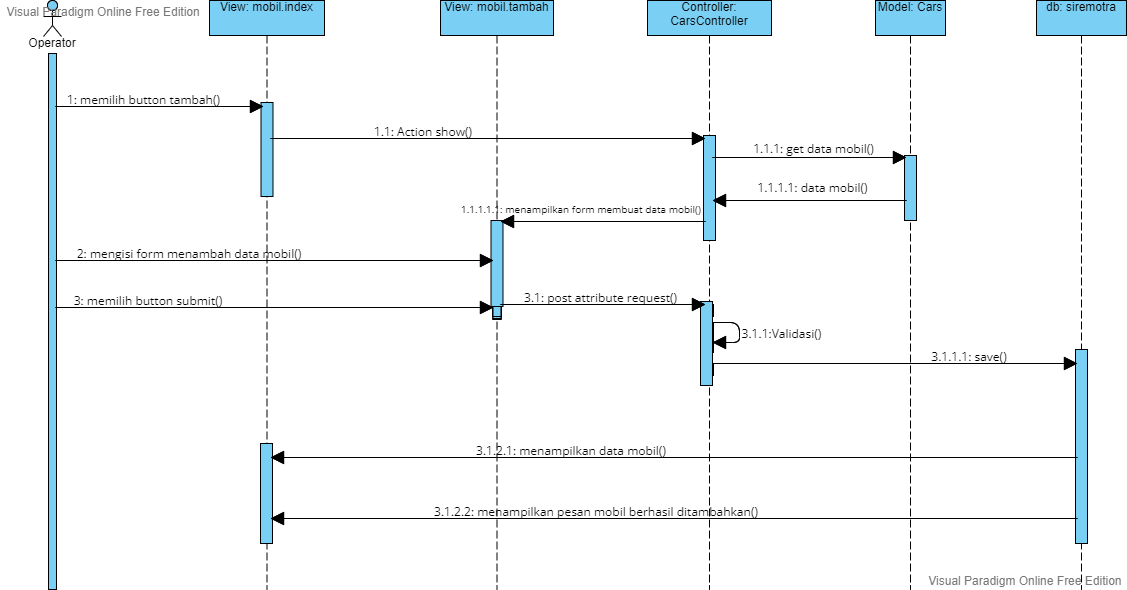 Visual Paradigm Online Free Edition
View: mobil.index
View: mobil.tambah
Controller:
CarsController
Model: Cars
db: siremotra
Operator
1: memilih button tambah()
1.1: Action show()
1.1.1: get data mobil()
1.1.1.1: data mobil()
1.1.1.1.1: menampilkan form membuat data mobil()
2: mengisi form menambah data mobil()
3: memilih button submit()
3.1: post attribute request()
3.1.1:Validasi()
3.1.1.1: save()
3.1.2.1: menampilkan data mobil()
3.1.2.2: menampilkan pesan mobil berhasil ditambahkan()
Visual Paradigm Online Free Edition